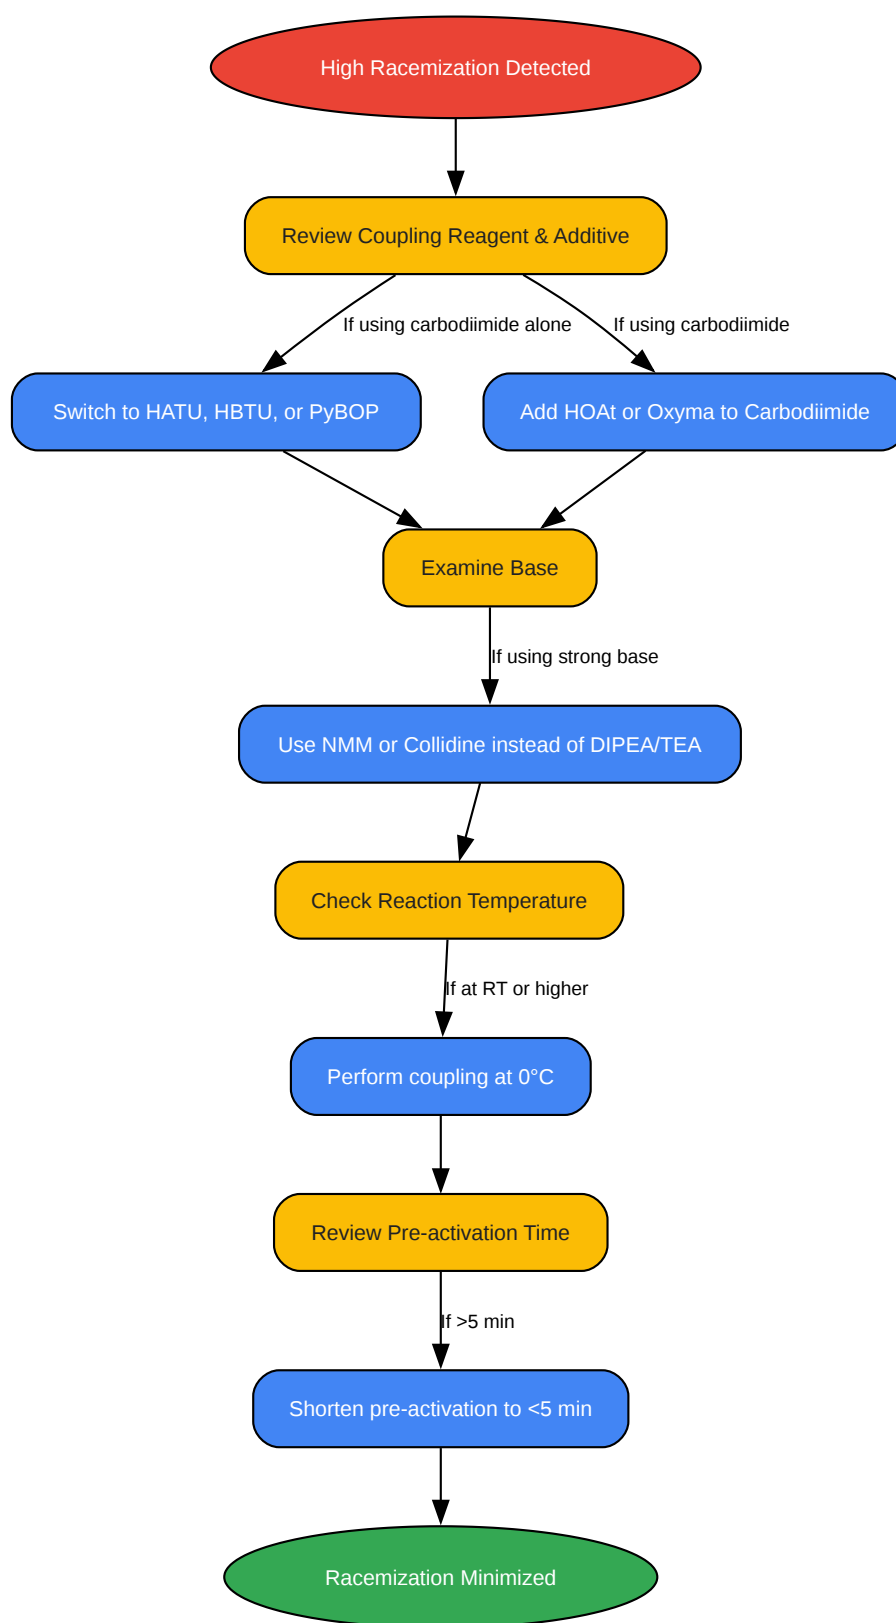 High Racemization Detected
Review Coupling Reagent & Additive
If using carbodiimide alone
If using carbodiimide
Switch to HATU, HBTU, or PyBOP
Add HOAt or Oxyma to Carbodiimide
Examine Base
If using strong base
Use NMM or Collidine instead of DIPEA/TEA
Check Reaction Temperature
If at RT or higher
Perform coupling at 0°C
Review Pre-activation Time
If >5 min
Shorten pre-activation to <5 min
Racemization Minimized